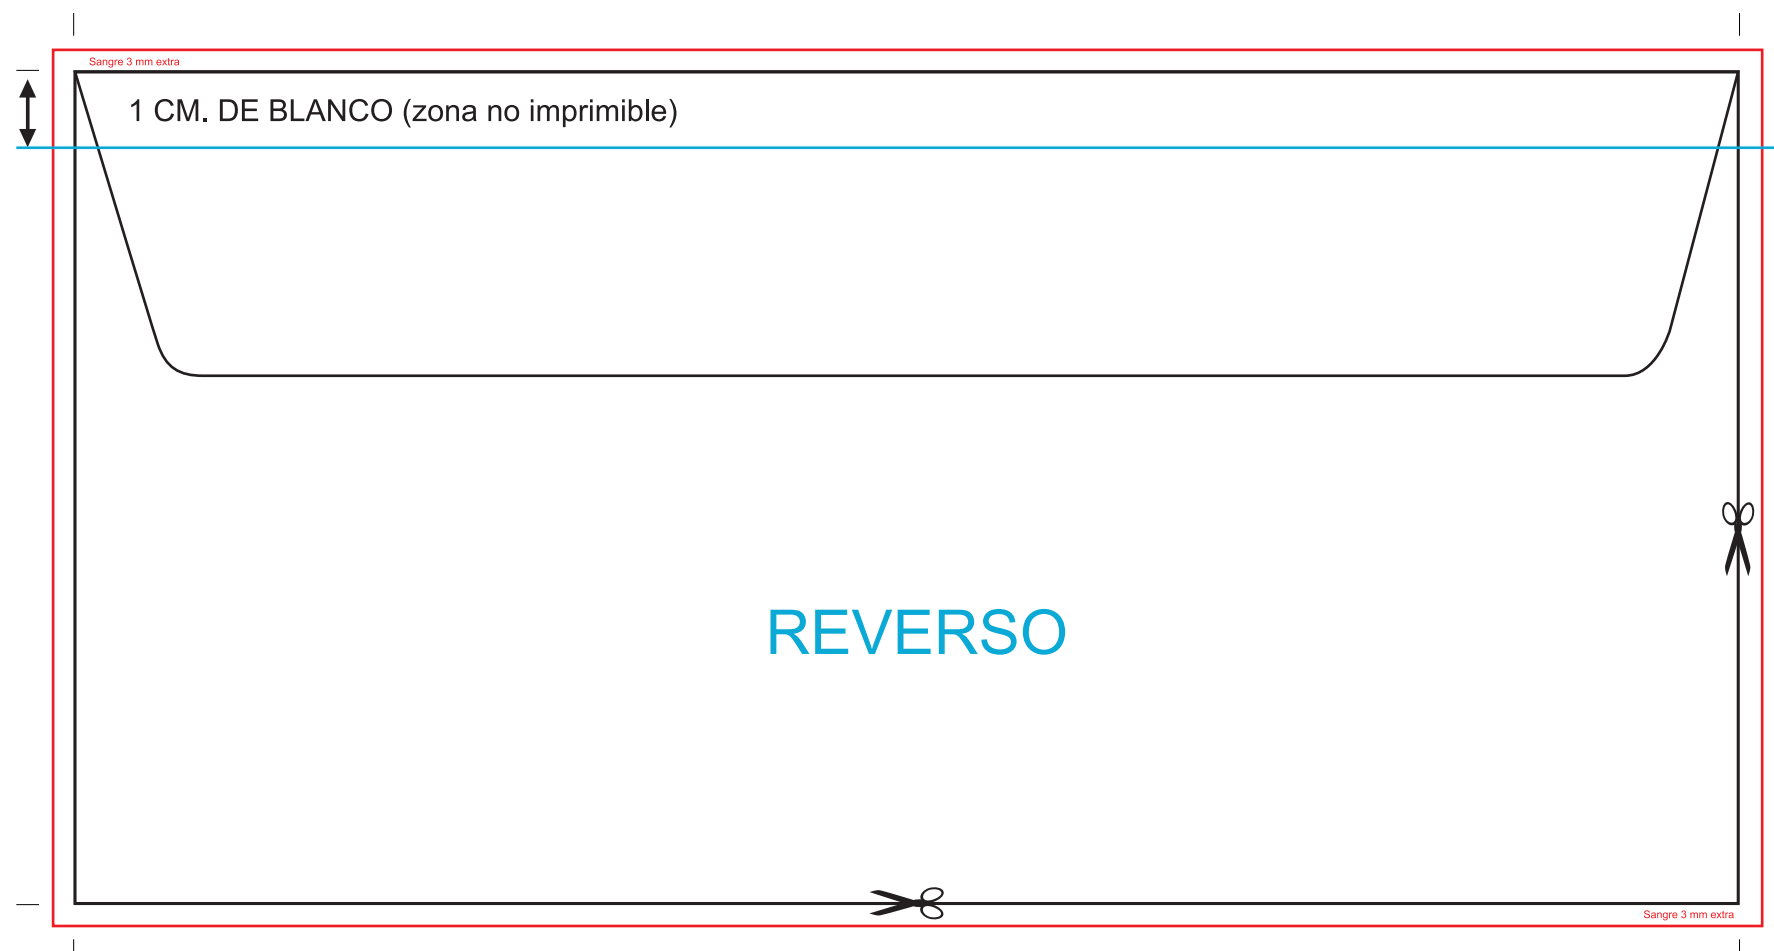 Sangre 3 mm extra
1 CM. DE BLANCO (zona no imprimible)
REVERSO
Sangre 3 mm extra